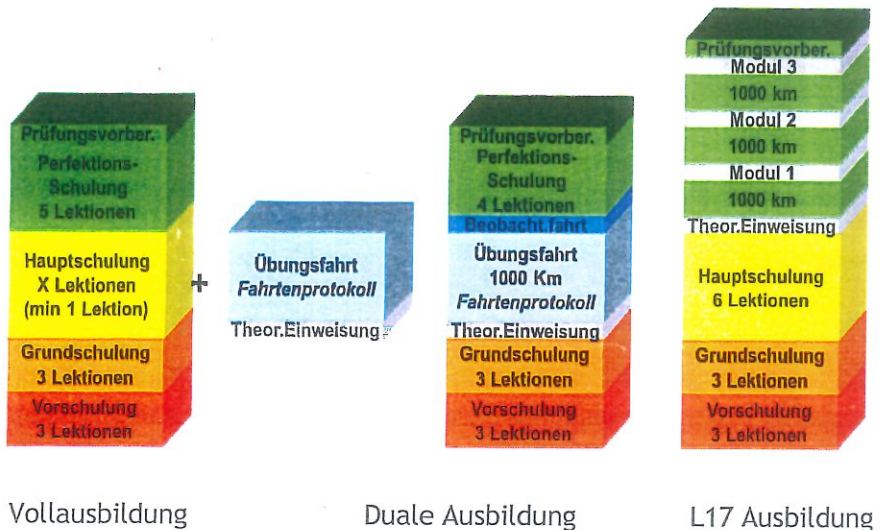 Prüfungsvorber.
Perfektions-
Schulung
5 Lektionen
Hauptschulung
X Lektionen
(min 1 Lektion)
Grundschulung
3 Lektionen
Vorschulung
3 Lektionen
Vollausbildung
+
Übungsfahrt
Fahrtenprotokoll
Theor.Einweisung
Prüfungsvorber.
Perfektions-
Schulung
4 Lektionen
Beobacht.fahrt
Übungsfahrt
1000 Km
Fahrtenprotokoll
Theor.Einweisung
Grundschulung
3 Lektionen
Vorschulung
3 Lektionen
Duale Ausbildung
Prüfungsvorber.
Modul 3
1000 km
Modul 2
1000 km
Modul 1
1000 km
Theor.Einweisung
Hauptschulung
6 Lektionen
Grundschulung
3 Lektionen
Vorschulung
3 Lektionen
L17 Ausbildung